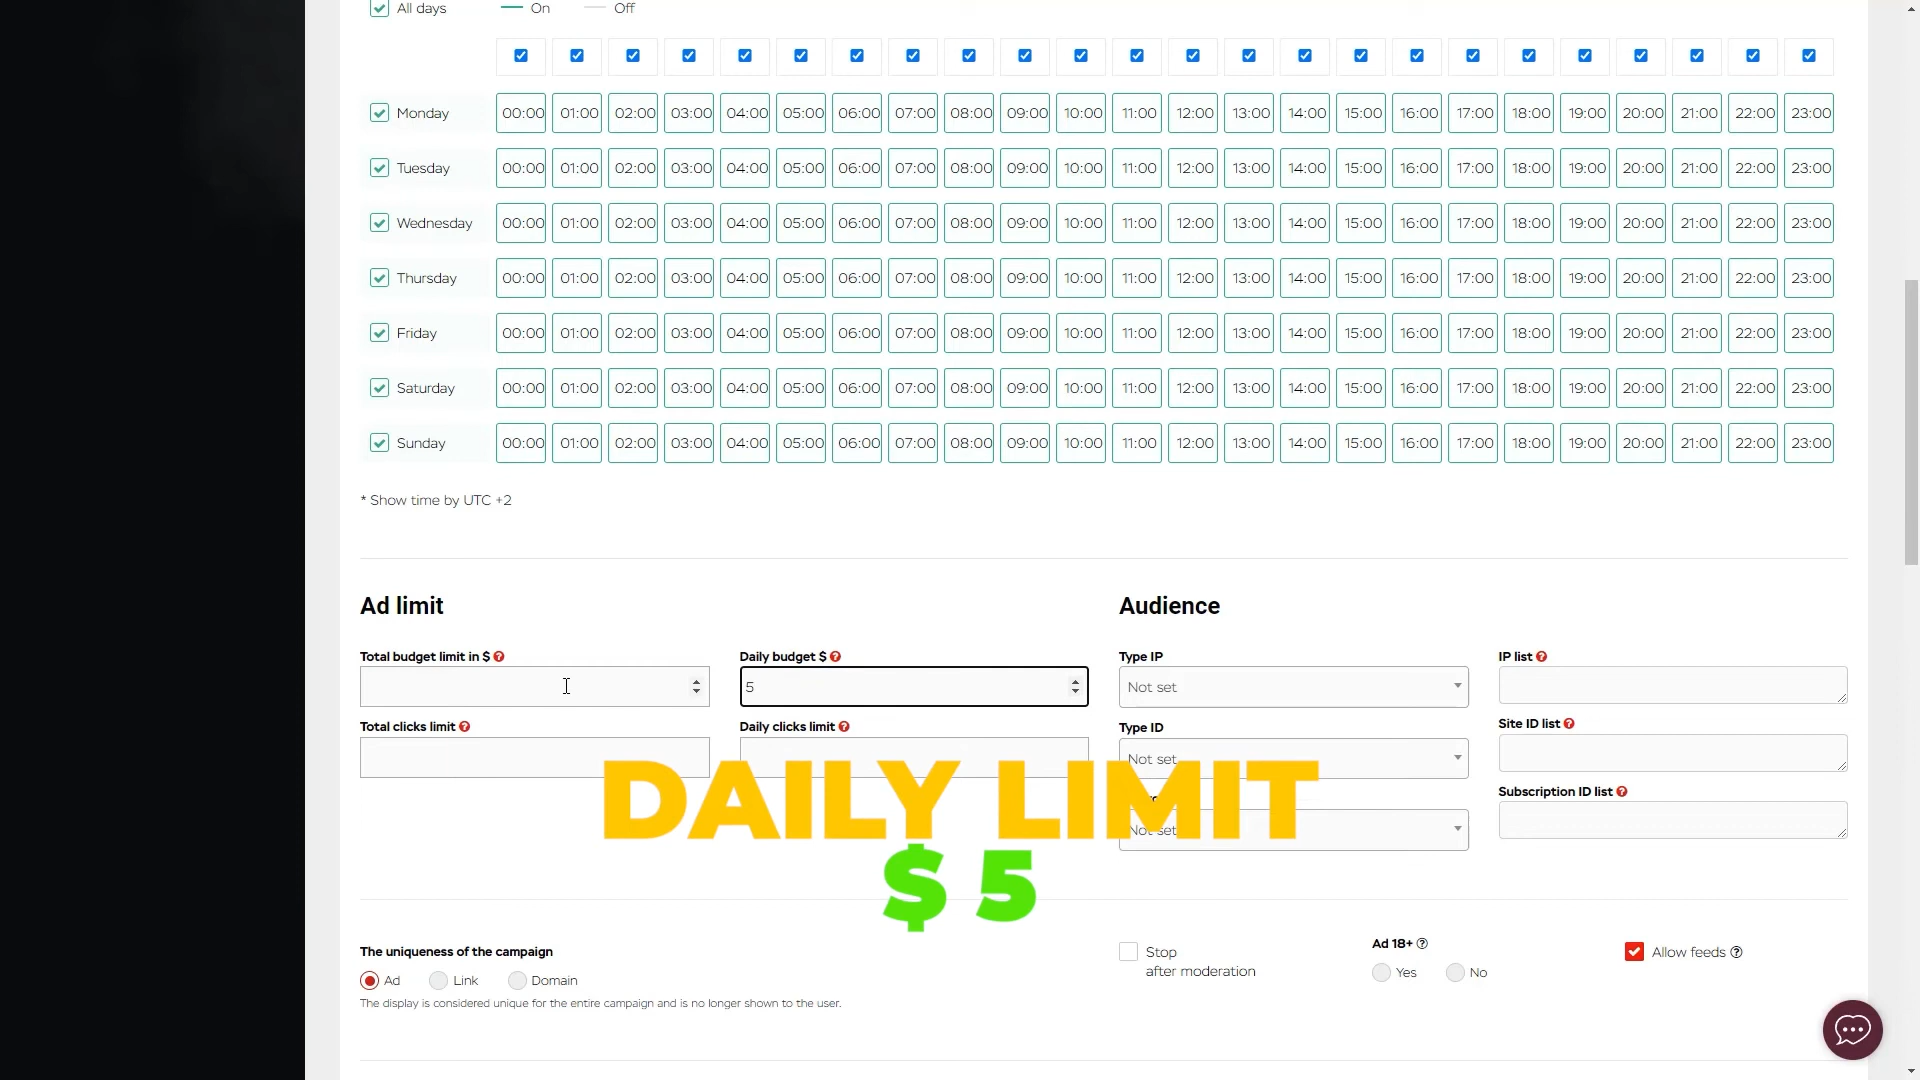 All days On Off
Monday 00:00 01:00 02:00 03:00 04:00 05:00 06:00 07:00 08:00 09:00 10:00 11:00 12:00 13:00 14:00 15:00 16:00 17:00 18:00 19:00 20:00 21:00 22:00 23:00
Tuesday 00:00 01:00 02:00 03:00 04:00 05:00 06:00 07:00 08:00 09:00 10:00 11:00 12:00 13:00 14:00 15:00 16:00 17:00 18:00 19:00 20:00 21:00 22:00 23:00
Wednesday 00:00 01:00 02:00 03:00 04:00 05:00 06:00 07:00 08:00 09:00 10:00 11:00 12:00 13:00 14:00 15:00 16:00 17:00 18:00 19:00 20:00 21:00 22:00 23:00
Thursday 00:00 01:00 02:00 03:00 04:00 05:00 06:00 07:00 08:00 09:00 10:00 11:00 12:00 13:00 14:00 15:00 16:00 17:00 18:00 19:00 20:00 21:00 22:00 23:00
Friday 00:00 01:00 02:00 03:00 04:00 05:00 06:00 07:00 08:00 09:00 10:00 11:00 12:00 13:00 14:00 15:00 16:00 17:00 18:00 19:00 20:00 21:00 22:00 23:00
Saturday 00:00 01:00 02:00 03:00 04:00 05:00 06:00 07:00 08:00 09:00 10:00 11:00 12:00 13:00 14:00 15:00 16:00 17:00 18:00 19:00 20:00 21:00 22:00 23:00
Sunday 00:00 01:00 02:00 03:00 04:00 05:00 06:00 07:00 08:00 09:00 10:00 11:00 12:00 13:00 14:00 15:00 16:00 17:00 18:00 19:00 20:00 21:00 22:00 23:00
* Show time by UTC +2
Ad limit
Audience
Total budget limit in $ Daily budget $ Type IP IP list
5 Not set
Total clicks limit Daily clicks limit Type ID Site ID list
Not set
Subscription ID list
Not set
DAILY LIMIT
$ 5
The uniqueness of the campaign
Ad Link Domain
The display is considered unique for the entire campaign and is no longer shown to the user.
Stop
after moderation
Ad 18+
Yes No
Allow feeds